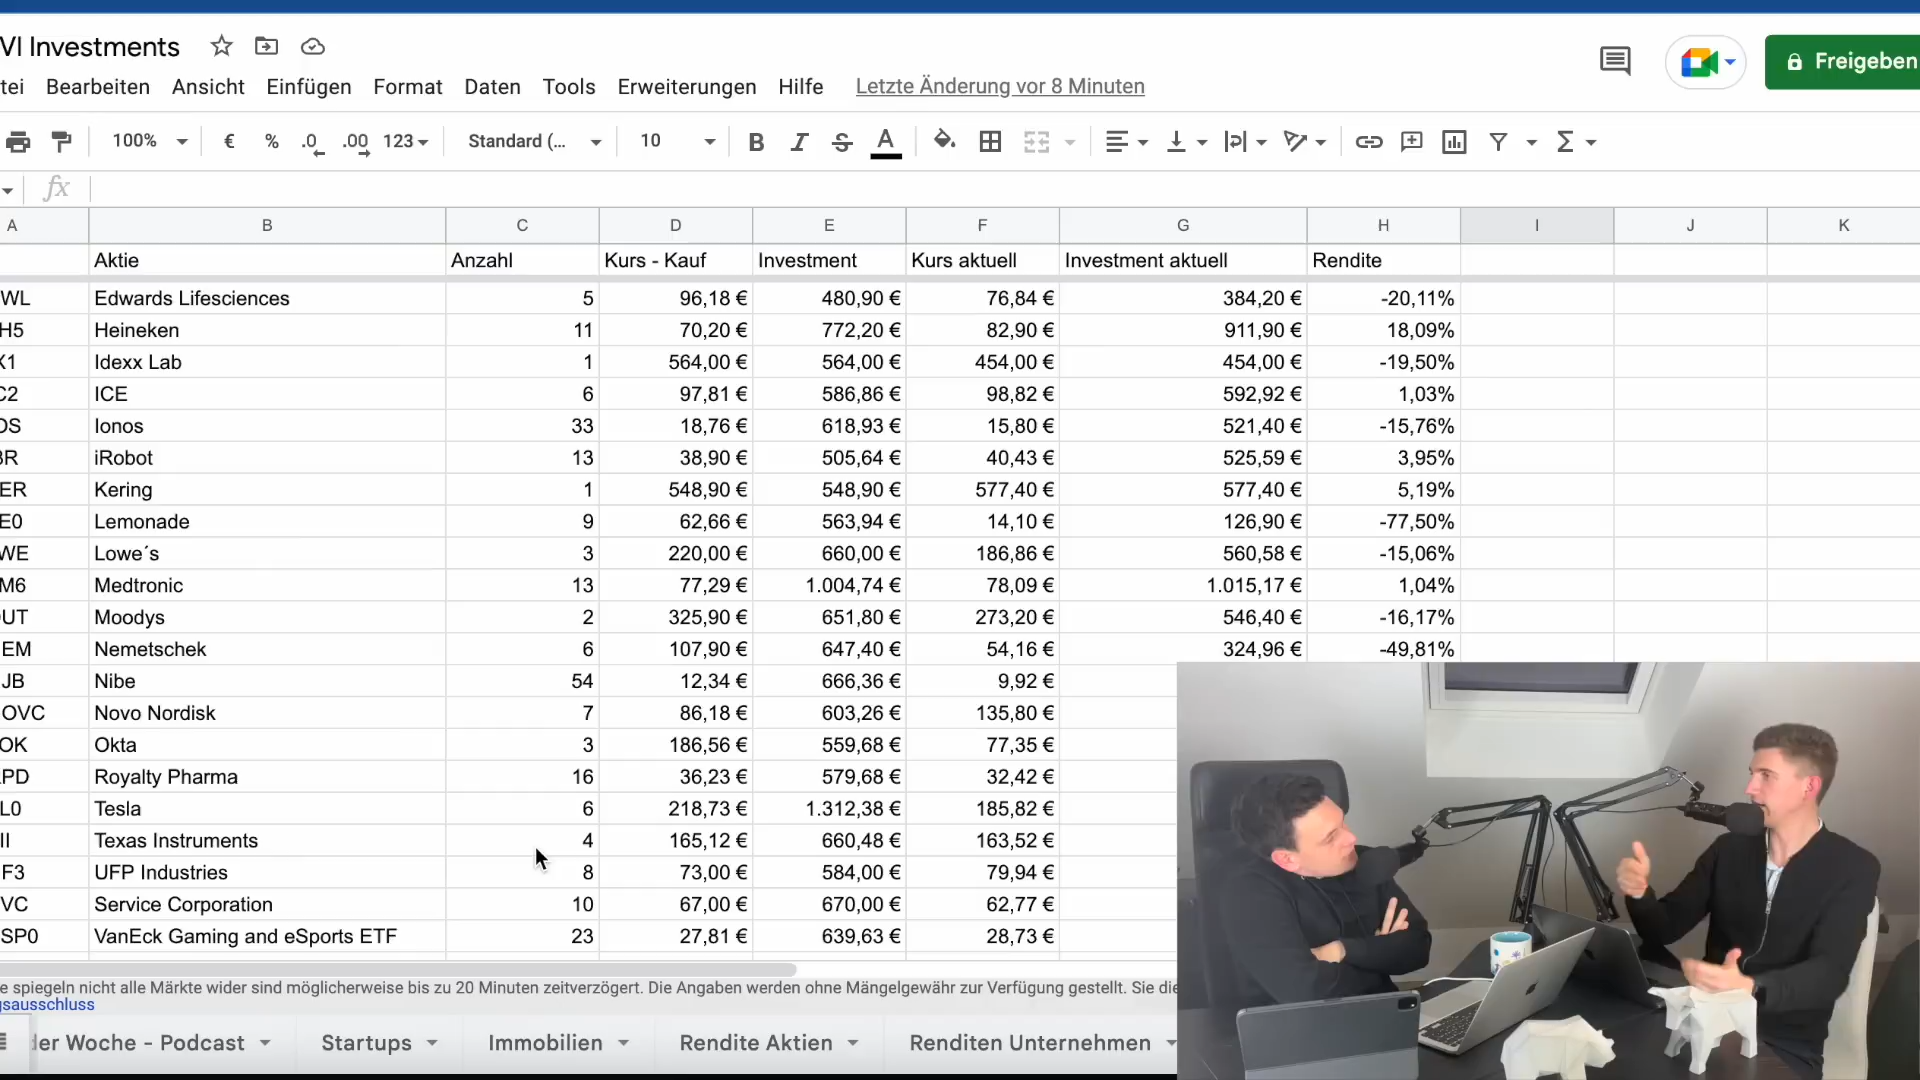 VI Investments
tei Bearbeiten Ansicht Einfügen Format Daten Tools Erweiterungen Hilfe Letzte Änderung vor 8 Minuten
Freigeben
100% € % .0 .00 123 Standard (... 10 B I S A
fx
A B C D E F G H I J K
Aktie Anzahl Kurs - Kauf Investment Kurs aktuell Investment aktuell Rendite
WL Edwards Lifesciences 5 96,18 € 480,90 € 76,84 € 384,20 € -20,11%
H5 Heineken 11 70,20 € 772,20 € 82,90 € 911,90 € 18,09%
X1 Idexx Lab 1 564,00 € 564,00 € 454,00 € 454,00 € -19,50%
C2 ICE 6 97,81 € 586,86 € 98,82 € 592,92 € 1,03%
OS Ionos 33 18,76 € 618,93 € 15,80 € 521,40 € -15,76%
BR iRobot 13 38,90 € 505,64 € 40,43 € 525,59 € 3,95%
ER Kering 1 548,90 € 548,90 € 577,40 € 577,40 € 5,19%
E0 Lemonade 9 62,66 € 563,94 € 14,10 € 126,90 € -77,50%
WE Lowe´s 3 220,00 € 660,00 € 186,86 € 560,58 € -15,06%
M6 Medtronic 13 77,29 € 1.004,74 € 78,09 € 1.015,17 € 1,04%
UT Moodys 2 325,90 € 651,80 € 273,20 € 546,40 € -16,17%
EM Nemetschek 6 107,90 € 647,40 € 54,16 € 324,96 € -49,81%
JB Nibe 54 12,34 € 666,36 € 9,92 €
OVC Novo Nordisk 7 86,18 € 603,26 € 135,80 €
OK Okta 3 186,56 € 559,68 € 77,35 €
PD Royalty Pharma 16 36,23 € 579,68 € 32,42 €
L0 Tesla 6 218,73 € 1.312,38 € 185,82 €
II Texas Instruments 4 165,12 € 660,48 € 163,52 €
F3 UFP Industries 8 73,00 € 584,00 € 79,94 €
VC Service Corporation 10 67,00 € 670,00 € 62,77 €
SP0 VanEck Gaming and eSports ETF 23 27,81 € 639,63 € 28,73 €
e spiegeln nicht alle Märkte wider sind möglicherweise bis zu 20 Minuten zeitverzögert. Die Angaben werden ohne Mängelgewähr zur Verfügung gestellt. Sie die
gsausschluss
der Woche - Podcast Startups Immobilien Rendite Aktien Renditen Unternehmen